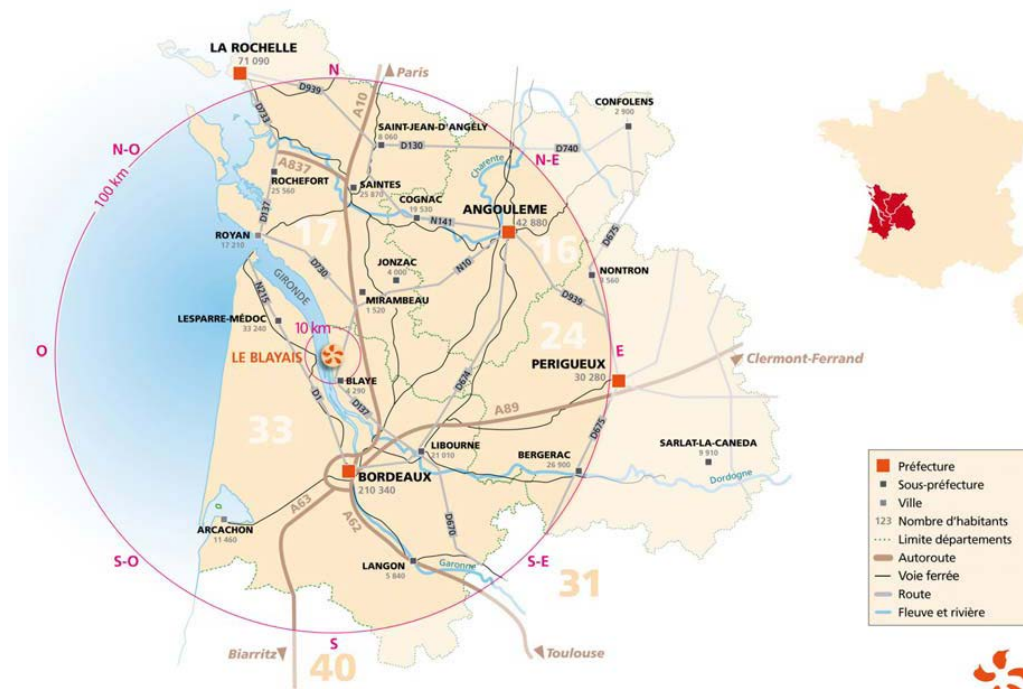 LA ROCHELLE
71 090
N
Paris
D939
A10
D733
CONFOLENS
2 900
SAINT-JEAN-D'ANGÉLY
8 060
D130
D740
N-O
N-E
Charente
A837
100 km
ROCHEFORT
25 560
SAINTES
25 870
COGNAC
19 530
ANGOULEME
42 880
N141
D137
D675
ROYAN
17 210
17
16
JONZAC
4 000
N10
GIRONDE
D730
NONTRON
3 560
N215
MIRAMBEAU
1 520
D939
LESPARRE-MÉDOC
33 240
10 km
24
O
LE BLAYAIS
E
PERIGUEUX
30 280
Clermont-Ferrand
BLAYE
4 290
D674
D1
D137
A89
33
D675
LIBOURNE
21 010
SARLAT-LA-CANEDA
9 910
BERGERAC
26 900
BORDEAUX
210 340
Dordogne
A63
A62
D670
ARCACHON
11 460
S-O
LANGON
5 840
Garonne
S-E
31
S
Biarritz
40
Toulouse
Préfecture
Sous-préfecture
Ville
123 Nombre d'habitants
Limite départements
Autoroute
Voie ferrée
Route
Fleuve et rivière